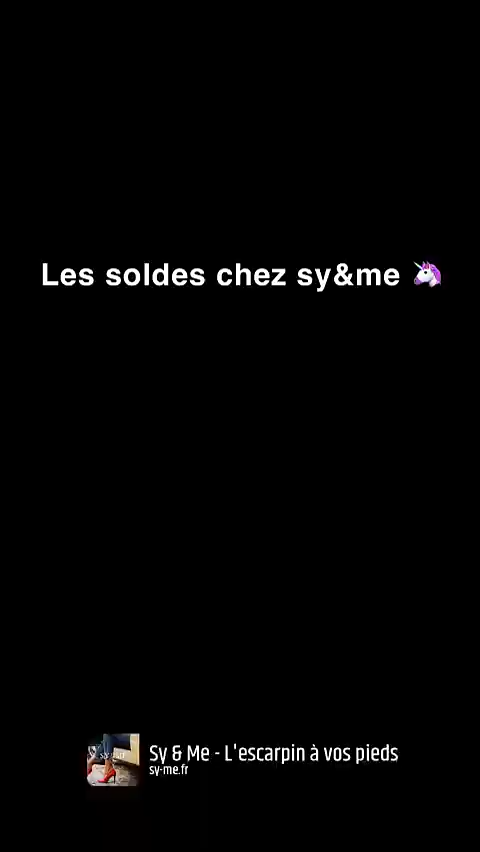 Les soldes chez sy&me 🦄
Sy & Me - L'escarpin à vos pieds
sy-me.fr